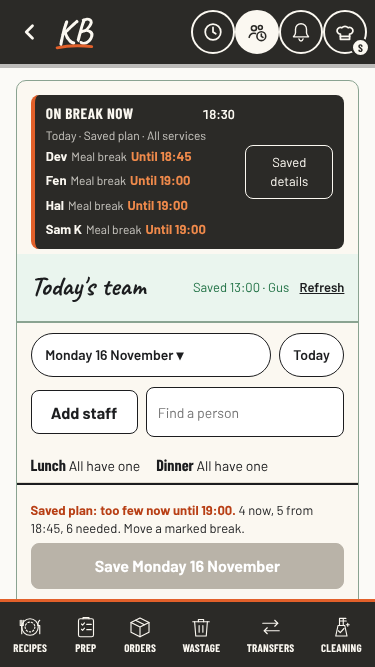 KB
S
ON BREAK NOW 18:30
Today · Saved plan · All services
Dev Meal break Until 18:45
Fen Meal break Until 19:00
Hal Meal break Until 19:00
Sam K Meal break Until 19:00
Saved
details
Today's team Saved 13:00 · Gus Refresh
Monday 16 November ▾ Today
Add staff Find a person
Lunch All have one Dinner All have one
Saved plan: too few now until 19:00. 4 now, 5 from
18:45, 6 needed. Move a marked break.
Save Monday 16 November
RECIPES PREP ORDERS WASTAGE TRANSFERS CLEANING